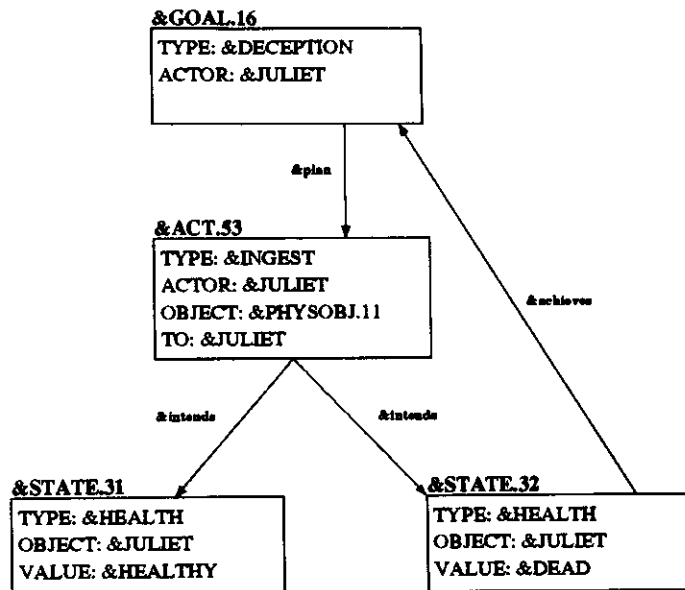 &GOAL.16
TYPE: &DECEPTION
ACTOR: &JULIET
&plan
&ACT.53
TYPE: &INGEST
ACTOR: &JULIET
OBJECT: &PHYSOBJ.11
TO: &JULIET
&achieves
&intends
&intends
&STATE.31
TYPE: &HEALTH
OBJECT: &JULIET
VALUE: &HEALTHY
&STATE.32
TYPE: &HEALTH
OBJECT: &JULIET
VALUE: &DEAD